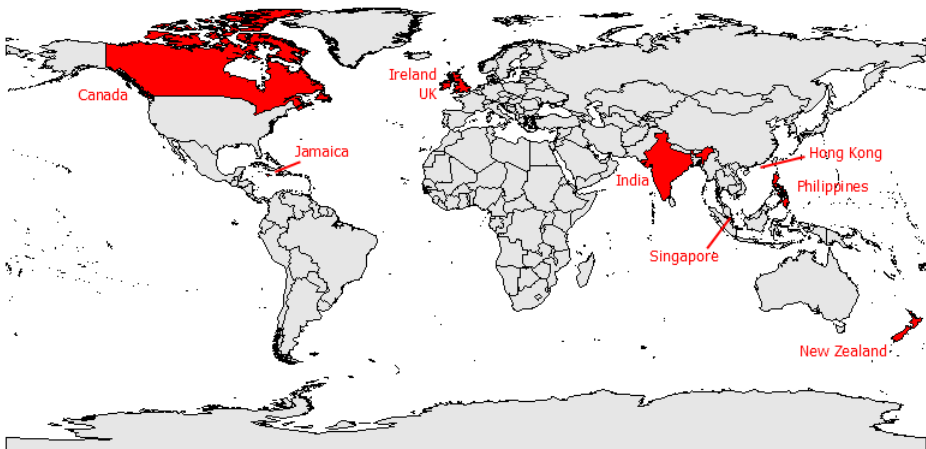 Ireland
UK
Canada
Jamaica
Hong Kong
India
Philippines
Singapore
New Zealand